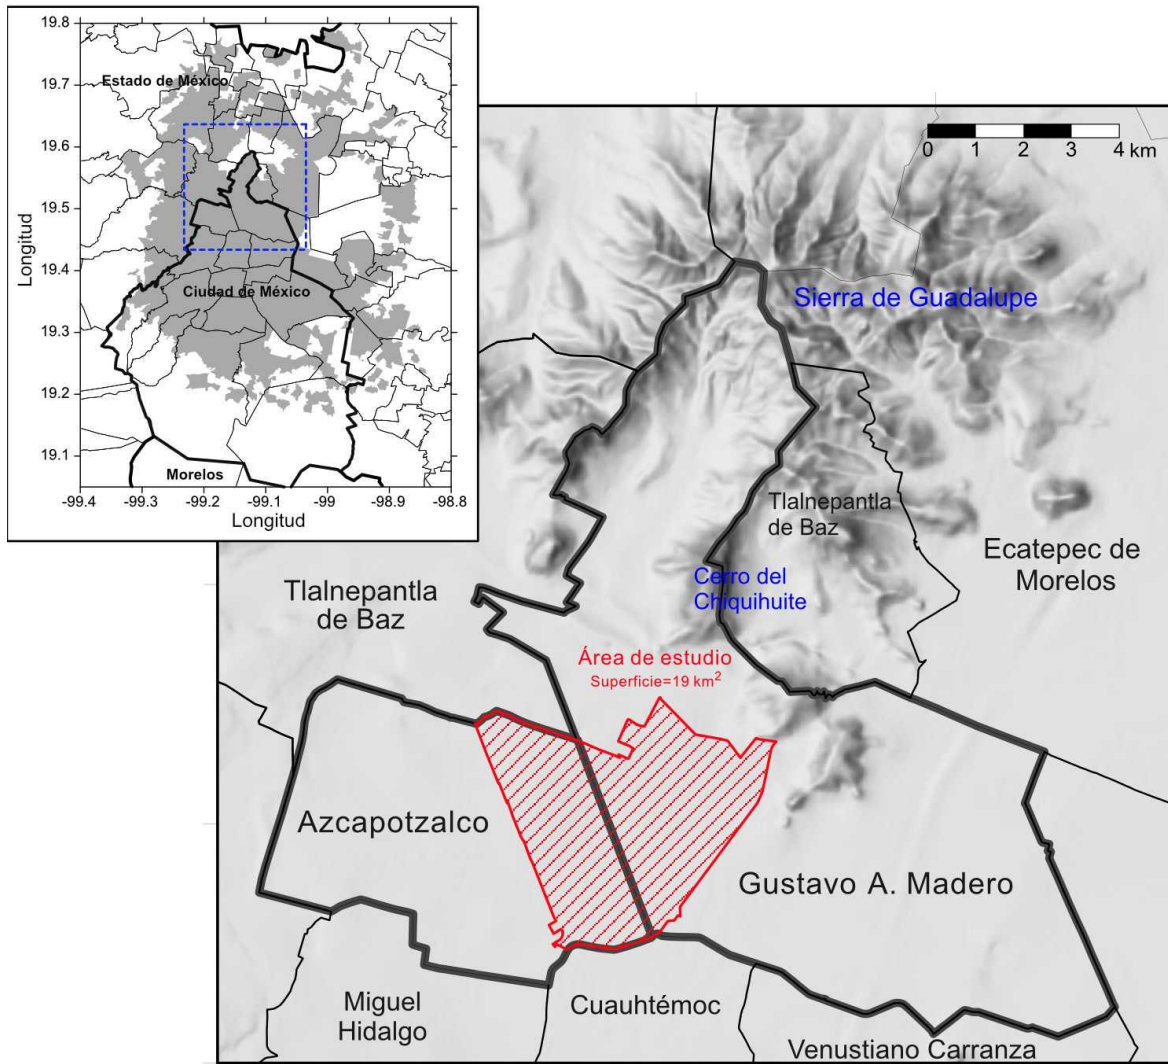 19.8
19.7
19.6
19.5
19.4
19.3
19.2
19.1
Longitud
Estado de México
Ciudad de México
Morelos
-99.4
-99.3
-99.2
-99.1
-99
-98.9
-98.8
Longitud
0 1 2 3 4 km
Sierra de Guadalupe
Tlalnepantla
de Baz
Ecatepec de
Morelos
Cerro del
Chiquihuite
Tlalnepantla
de Baz
Área de estudio
Superficie=19 km²
Azcapotzalco
Gustavo A. Madero
Miguel
Hidalgo
Cuauhtémoc
Venustiano Carranza